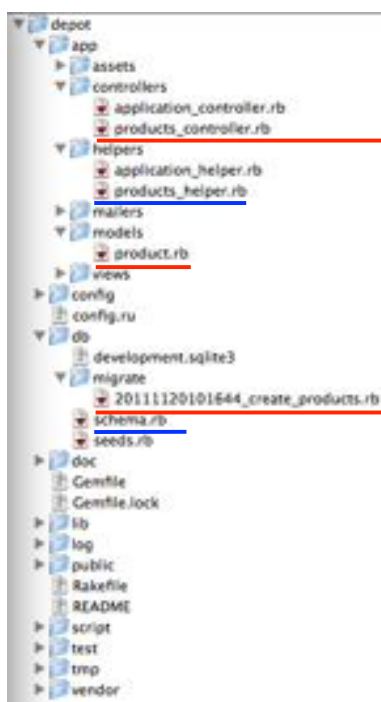 depot
app
assets
controllers
application_controller.rb
products_controller.rb
helpers
application_helper.rb
products_helper.rb
mailers
models
product.rb
views
config
config.ru
db
development.sqlite3
migrate
20111120101644_create_products.rb
schema.rb
seeds.rb
doc
Gemfile
Gemfile.lock
lib
log
public
Rakefile
README
script
test
tmp
vendor